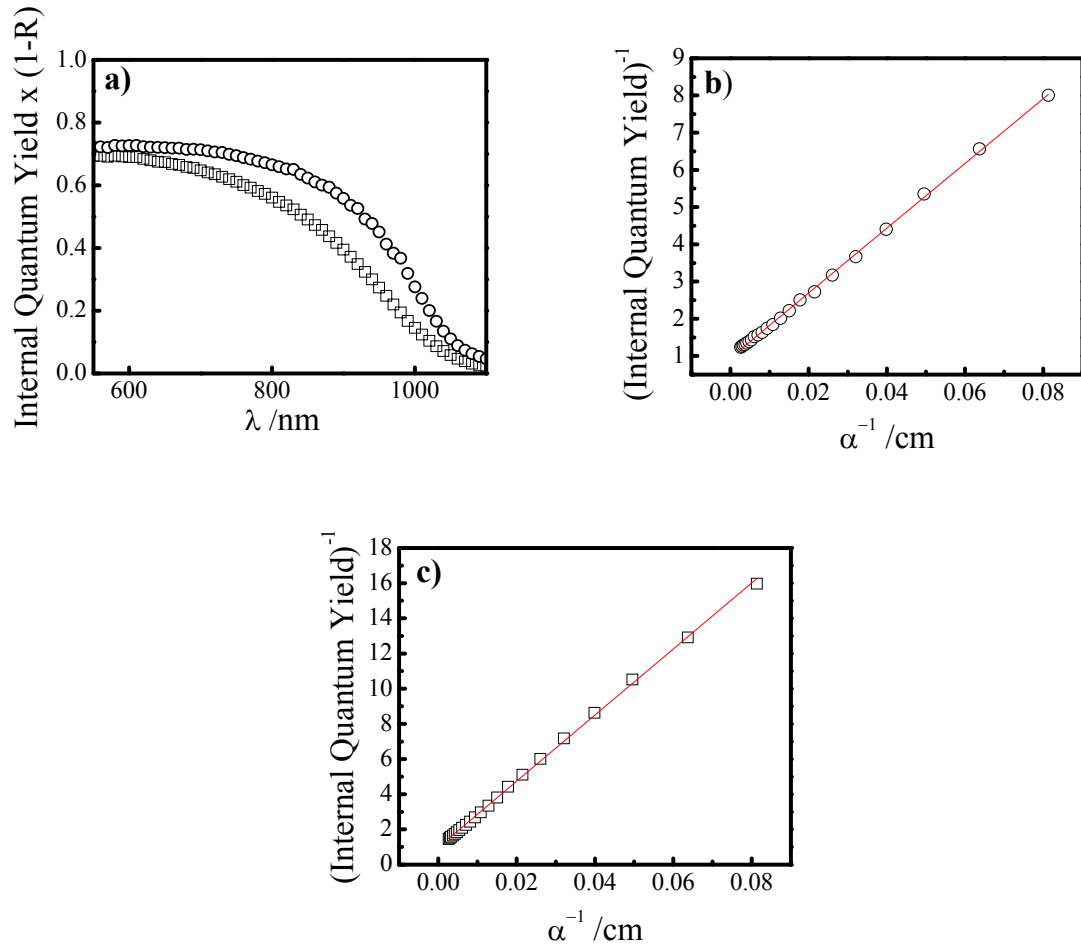 a)
Internal Quantum Yield x (1-R)
1.0
0.8
0.6
0.4
0.2
0.0
600 800 1000
λ /nm
b)
(Internal Quantum Yield)⁻¹
9
8
7
6
5
4
3
2
1
0.00 0.02 0.04 0.06 0.08
α⁻¹ /cm
c)
(Internal Quantum Yield)⁻¹
18
16
14
12
10
8
6
4
2
0
0.00 0.02 0.04 0.06 0.08
α⁻¹ /cm